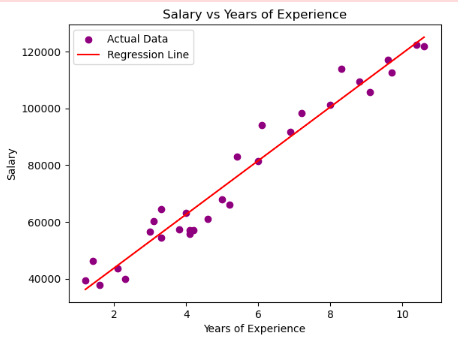 Salary vs Years of Experience
Actual Data
Regression Line
120000
100000
80000
60000
40000
Salary
2 4 6 8 10
Years of Experience